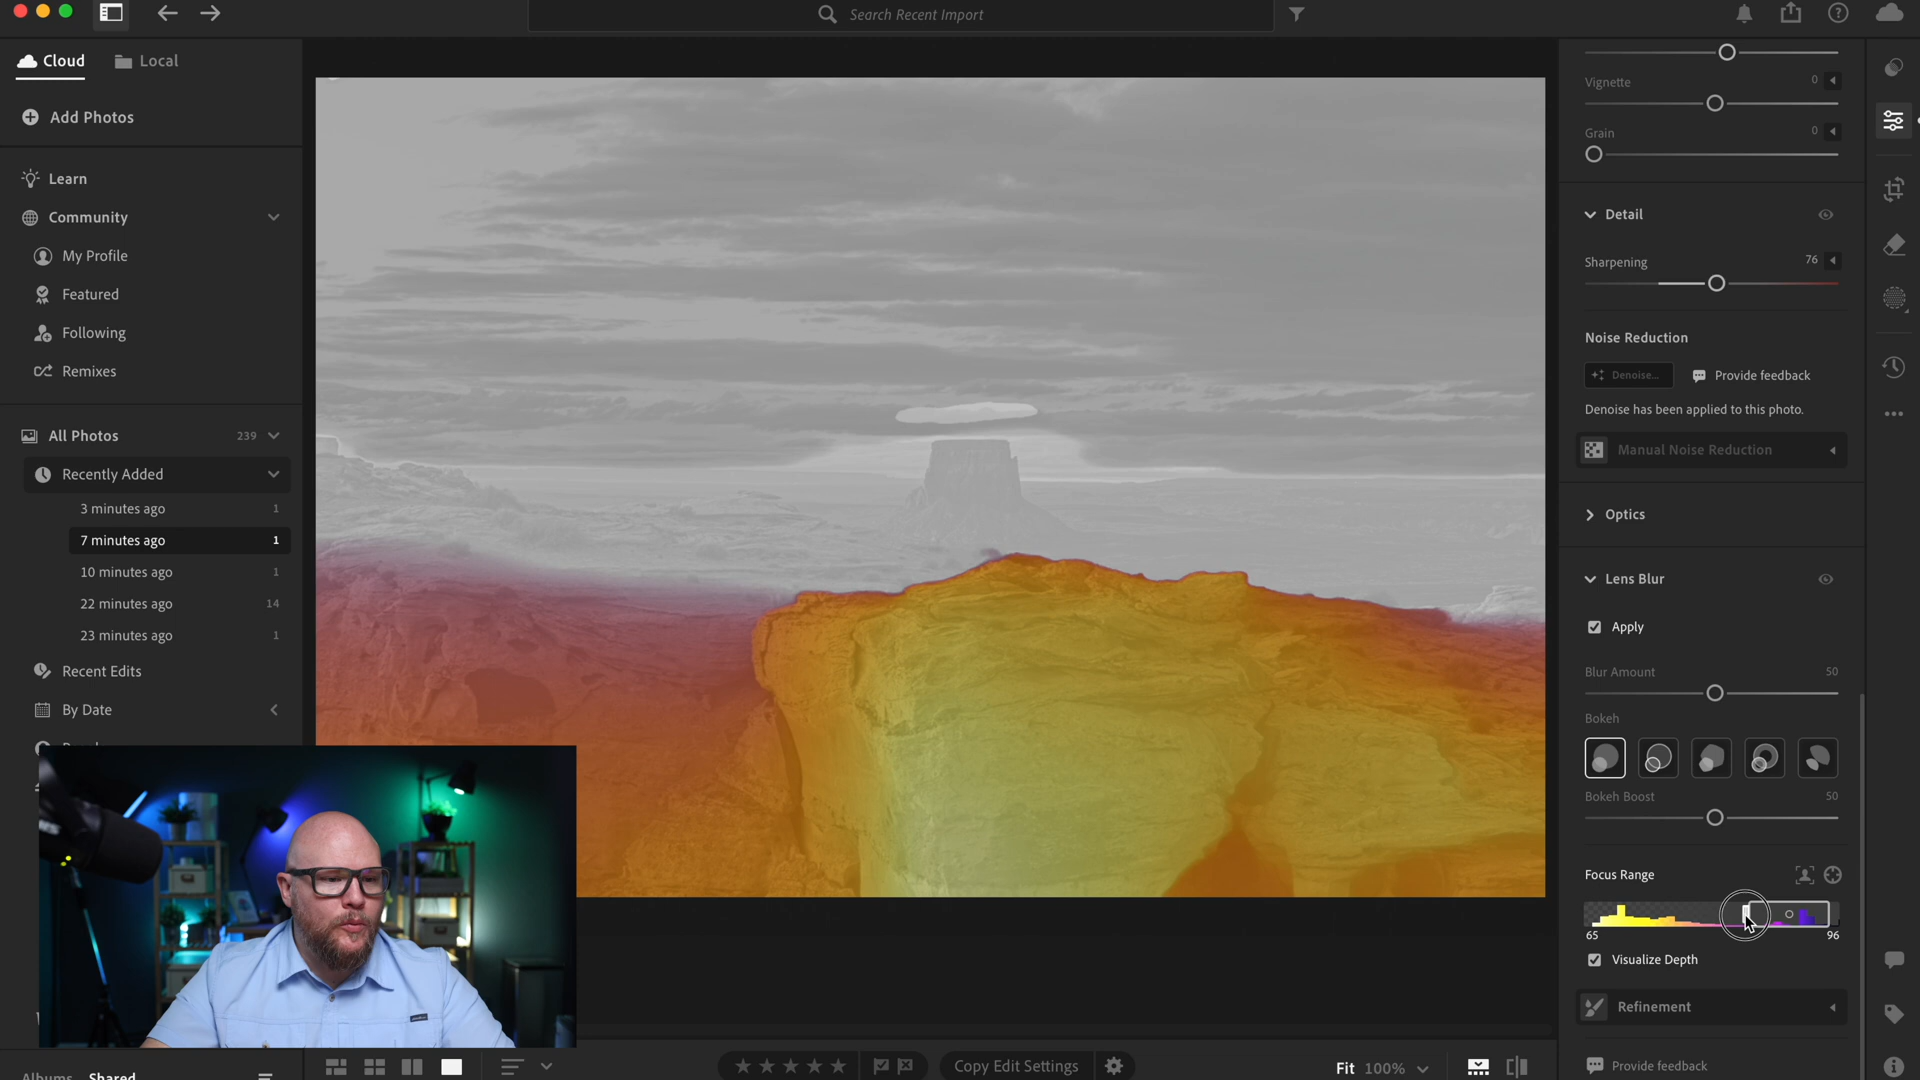 Search Recent Import
Cloud
Local
Add Photos
Learn
Community
My Profile
Featured
Following
Remixes
All Photos 239
Recently Added
3 minutes ago 1
7 minutes ago 1
10 minutes ago 1
22 minutes ago 14
23 minutes ago 1
Recent Edits
By Date
Albums Shared
Copy Edit Settings
Fit 100%
Vignette 0
Grain 0
Detail
Sharpening 76
Noise Reduction
Denoise...
Provide feedback
Denoise has been applied to this photo.
Manual Noise Reduction
Optics
Lens Blur
Apply
Blur Amount 50
Bokeh
Bokeh Boost 50
Focus Range
65 96
Visualize Depth
Refinement
Provide feedback